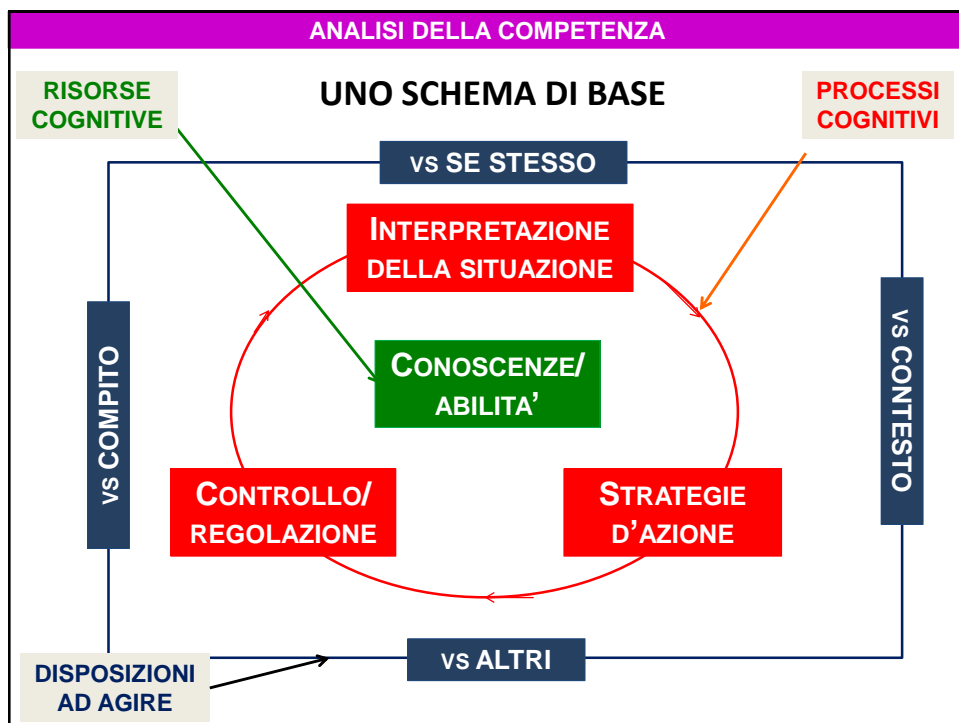 ANALISI DELLA COMPETENZA
RISORSE
COGNITIVE
UNO SCHEMA DI BASE
PROCESSI
COGNITIVI
VS SE STESSO
INTERPRETAZIONE
DELLA SITUAZIONE
VS COMPITO
VS CONTESTO
CONOSCENZE/
ABILITA’
CONTROLLO/
REGOLAZIONE
STRATEGIE
D’AZIONE
VS ALTRI
DISPOSIZIONI
AD AGIRE